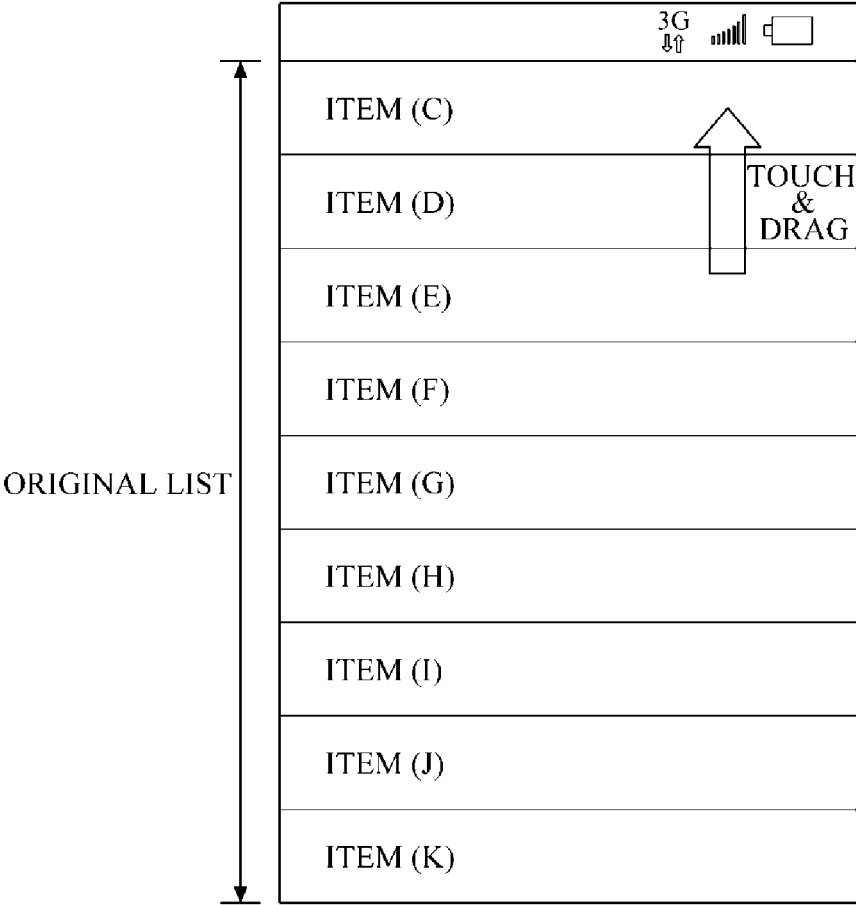 3G
ITEM (C)
TOUCH
&
DRAG
ITEM (D)
ITEM (E)
ITEM (F)
ORIGINAL LIST
ITEM (G)
ITEM (H)
ITEM (I)
ITEM (J)
ITEM (K)